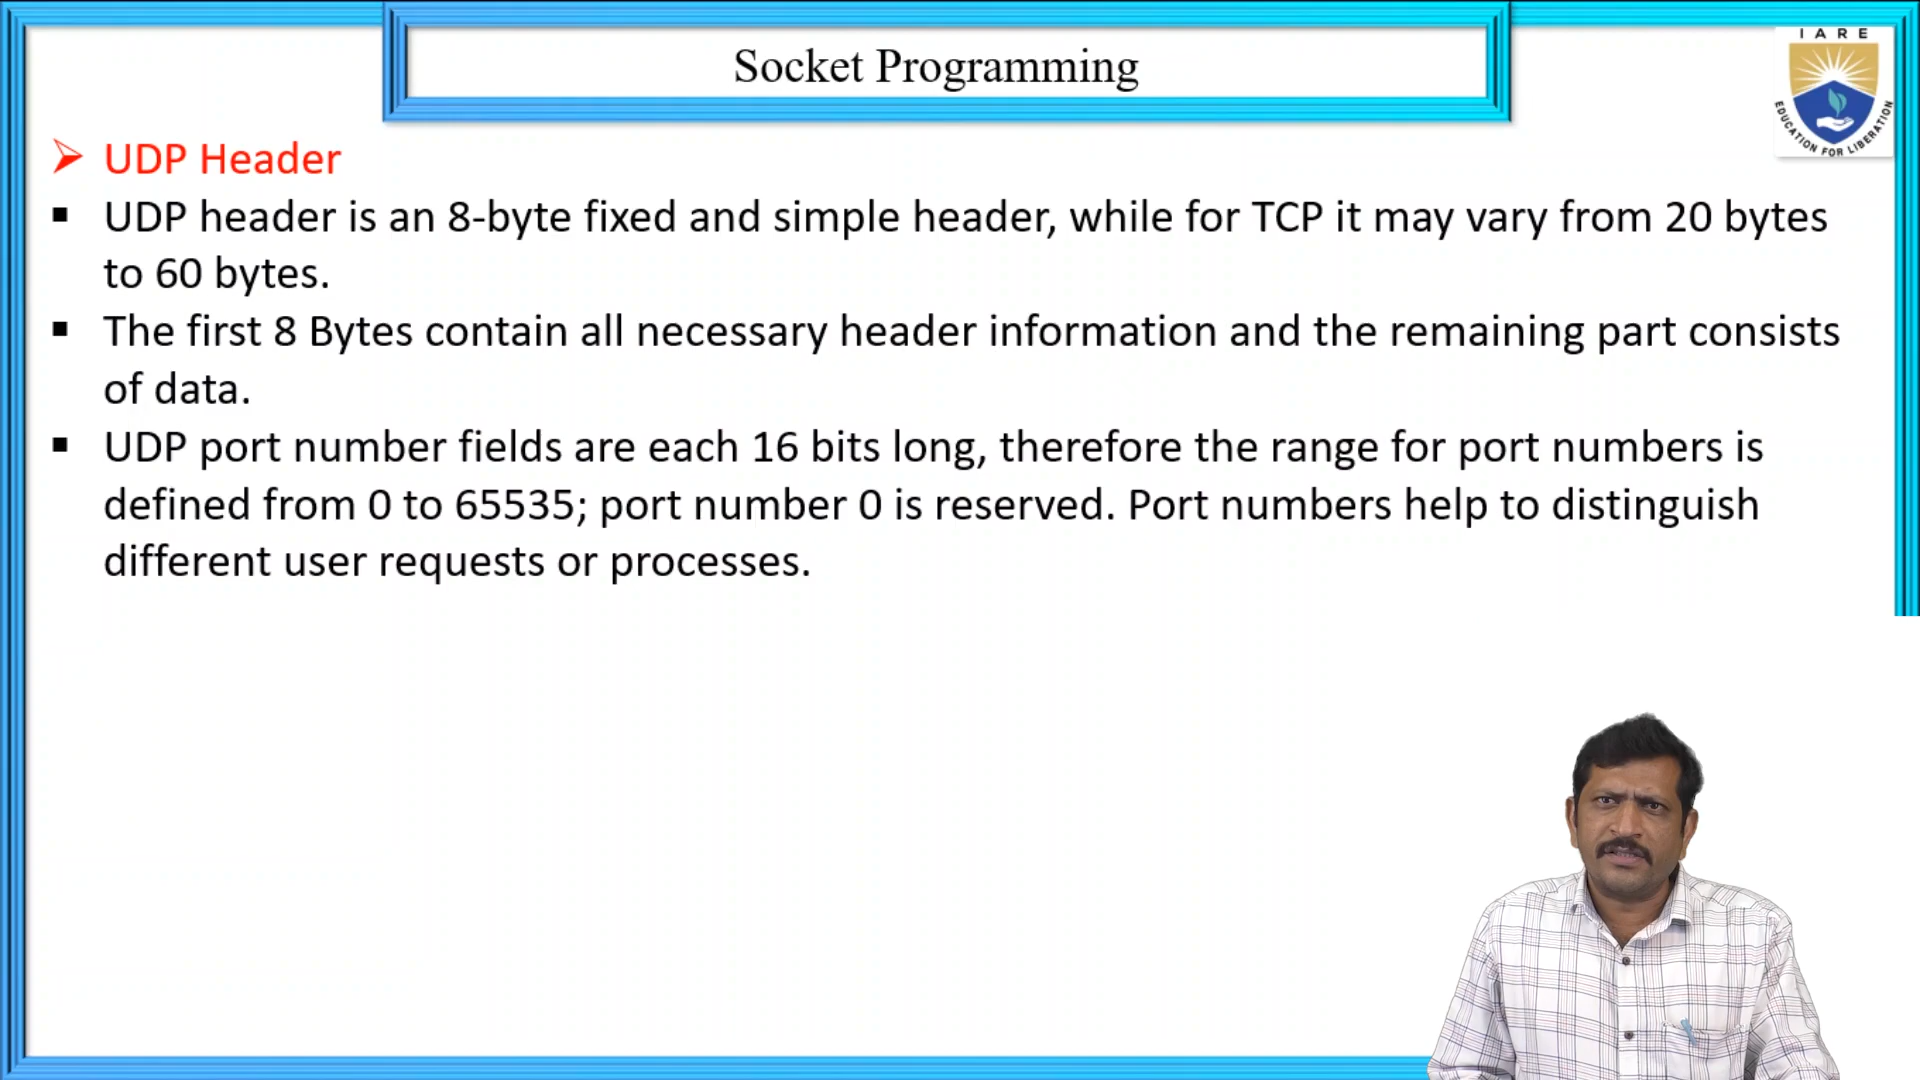 Socket Programming
IARE
EDUCATION FOR LIBERATION
UDP Header
UDP header is an 8-byte fixed and simple header, while for TCP it may vary from 20 bytes
to 60 bytes.
The first 8 Bytes contain all necessary header information and the remaining part consists
of data.
UDP port number fields are each 16 bits long, therefore the range for port numbers is
defined from 0 to 65535; port number 0 is reserved. Port numbers help to distinguish
different user requests or processes.